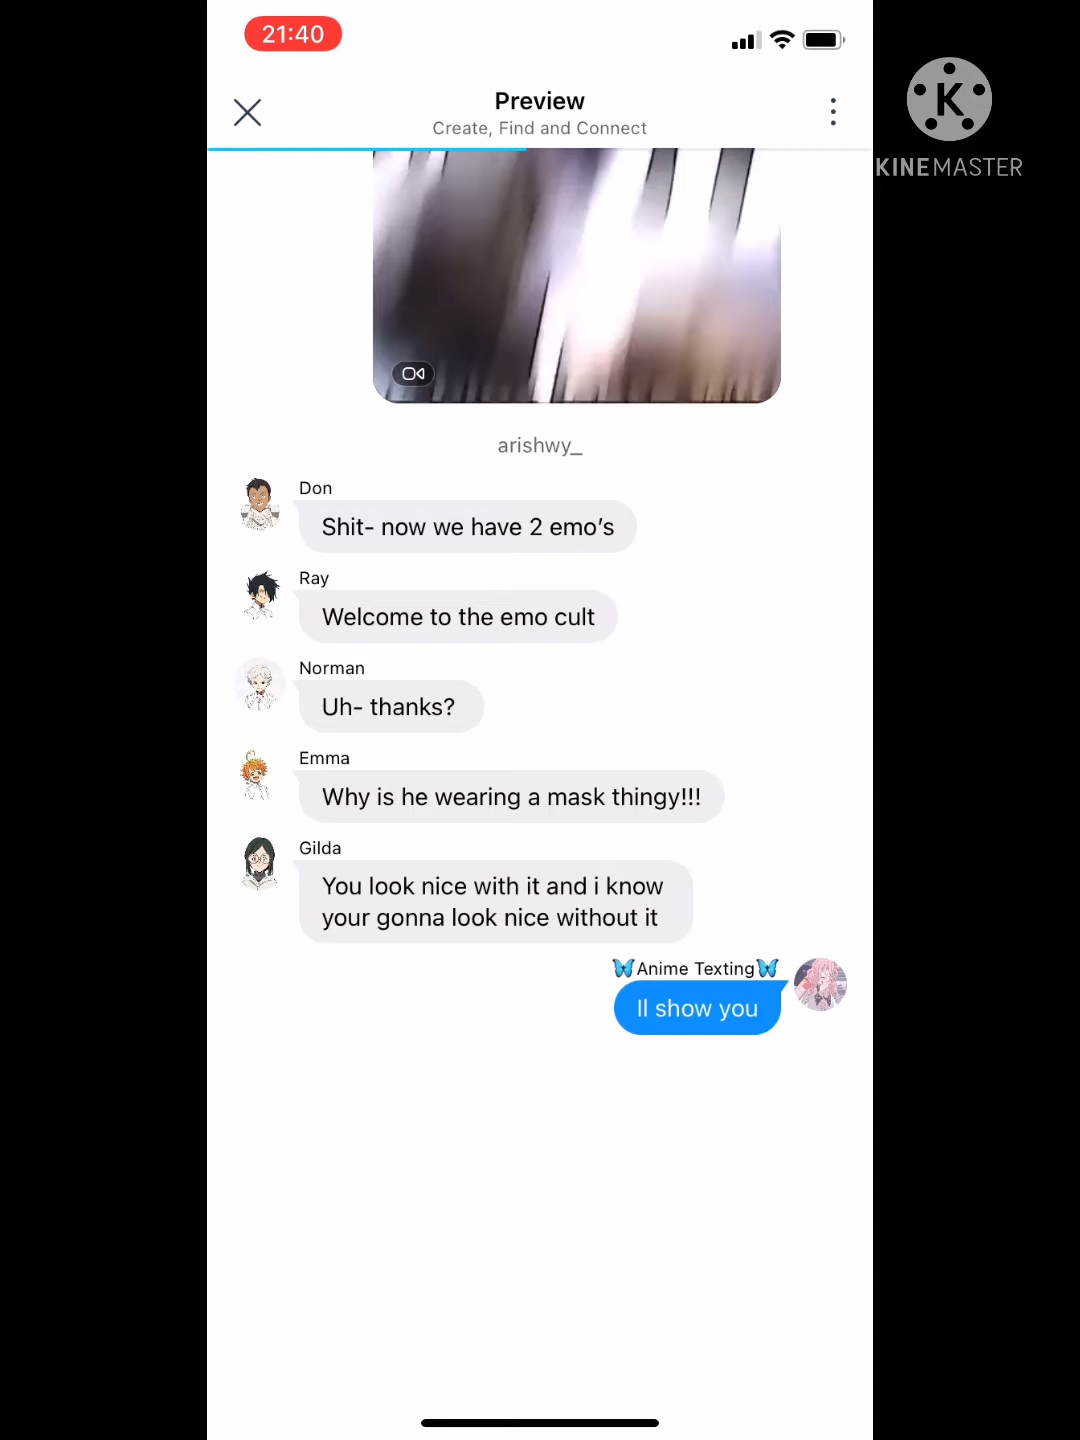 21:40
Preview
Create, Find and Connect
K
KINEMASTER
arishwy_
Don
Shit- now we have 2 emo’s
Ray
Welcome to the emo cult
Norman
Uh- thanks?
Emma
Why is he wearing a mask thingy!!!
Gilda
You look nice with it and i know
your gonna look nice without it
🦋Anime Texting🦋
Il show you